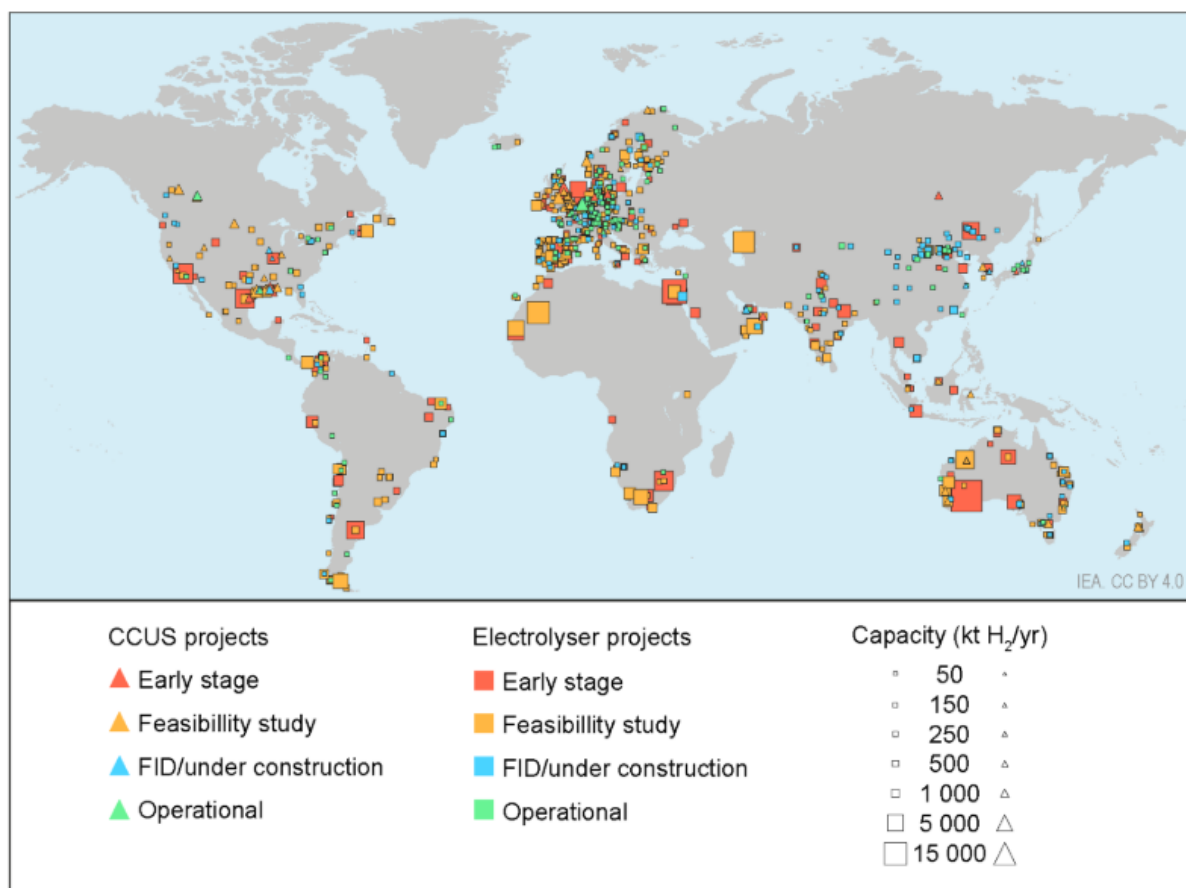 IEA. CC BY 4.0
CCUS projects
Early stage
Feasibillity study
FID/under construction
Operational
Electrolyser projects
Early stage
Feasibillity study
FID/under construction
Operational
Capacity (kt H₂/yr)
50
150
250
500
1 000
5 000
15 000